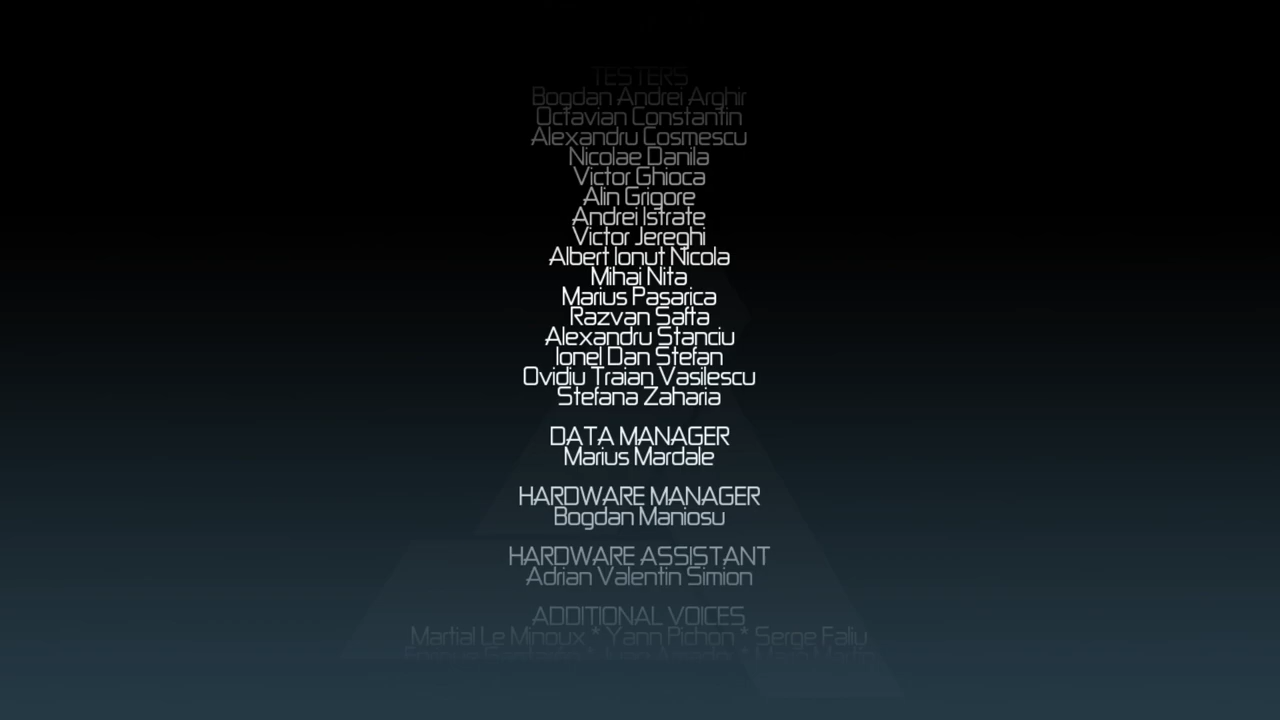 TESTERS
Bogdan Andrei Arghir
Octavian Constantin
Alexandru Cosmescu
Nicolae Danila
Victor Ghioca
Alin Grigore
Andrei Istrate
Victor Jereghi
Albert Ionut Nicola
Mihai Nita
Marius Pasarica
Razvan Safta
Alexandru Stanciu
Ionel Dan Stefan
Ovidiu Traian Vasilescu
Stefana Zaharia
DATA MANAGER
Marius Mardale
HARDWARE MANAGER
Bogdan Maniosu
HARDWARE ASSISTANT
Adrian Valentin Simion
ADDITIONAL VOICES
Martial Le Minoux * Yann Pichon * Serge Faliu